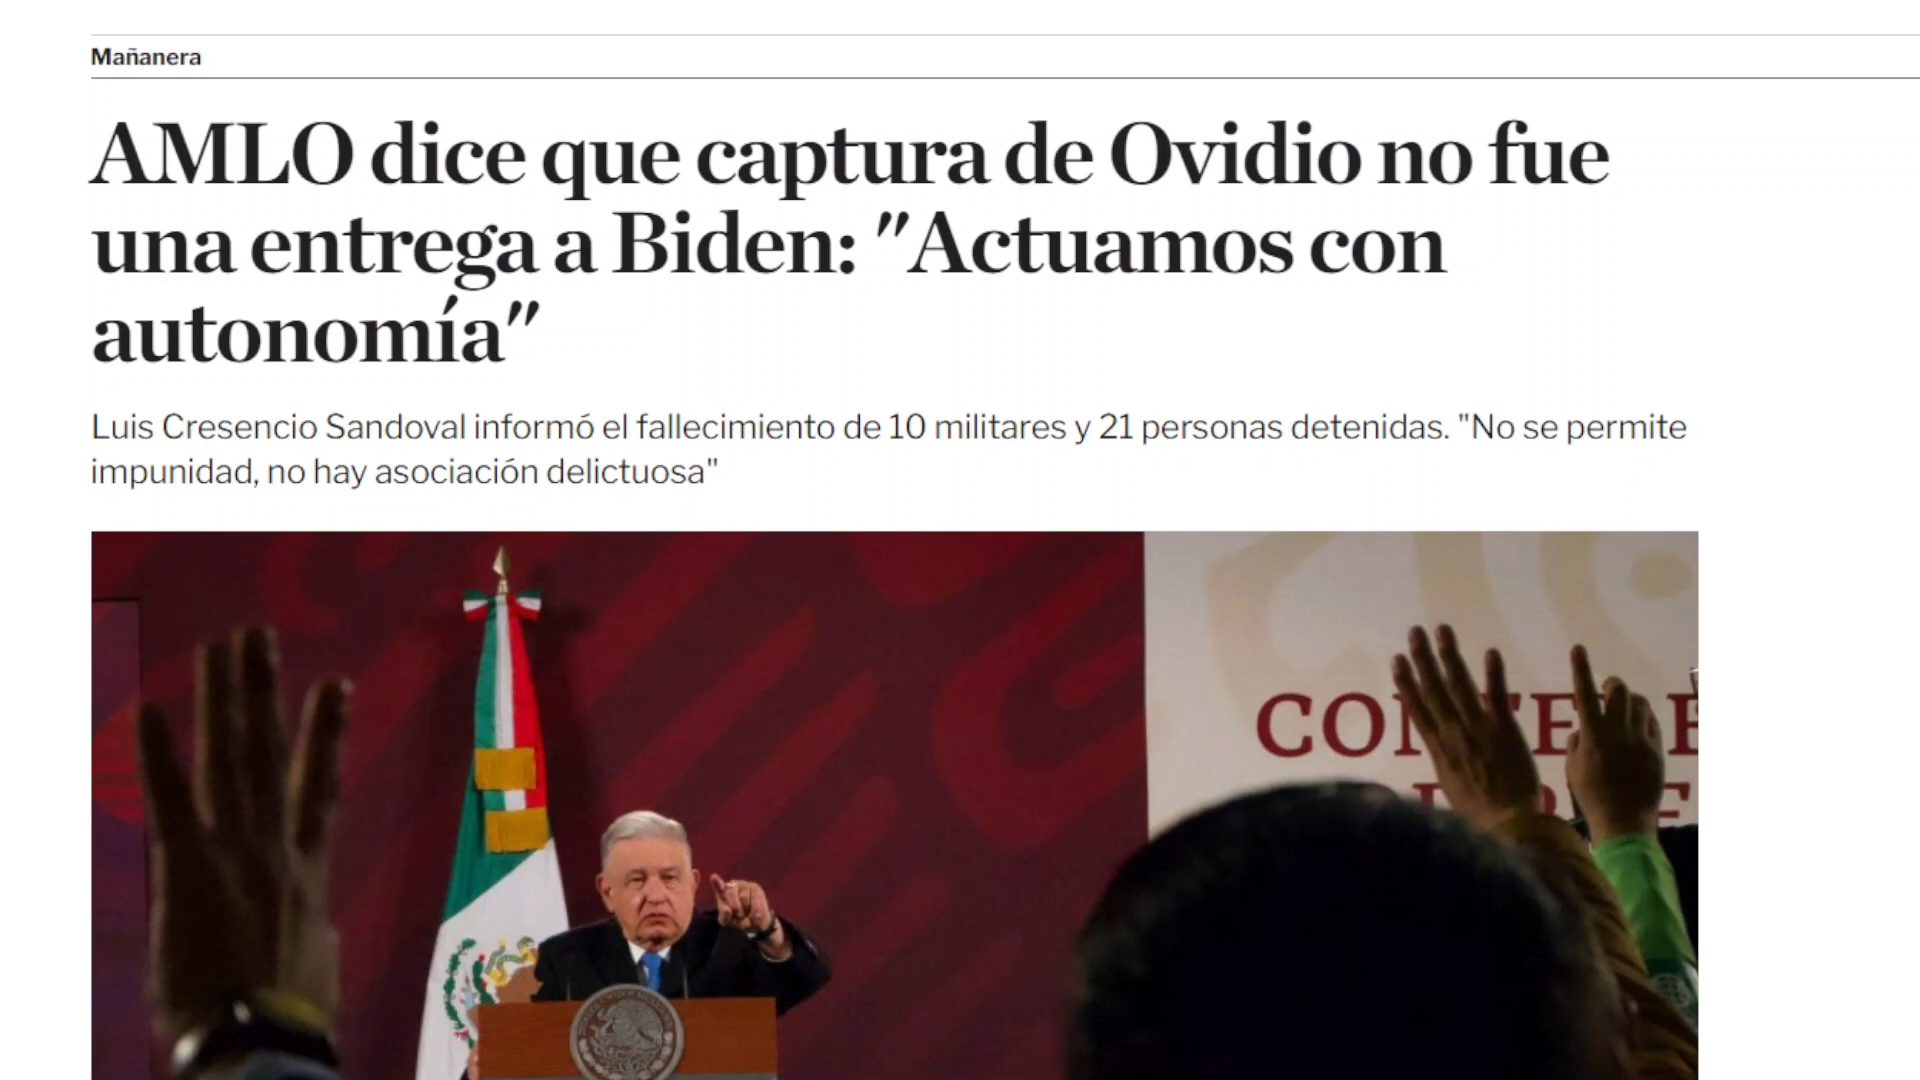 Mañanera
AMLO dice que captura de Ovidio no fue
una entrega a Biden: "Actuamos con
autonomía"
Luis Cresencio Sandoval informó el fallecimiento de 10 militares y 21 personas detenidas. "No se permite
impunidad, no hay asociación delictuosa"